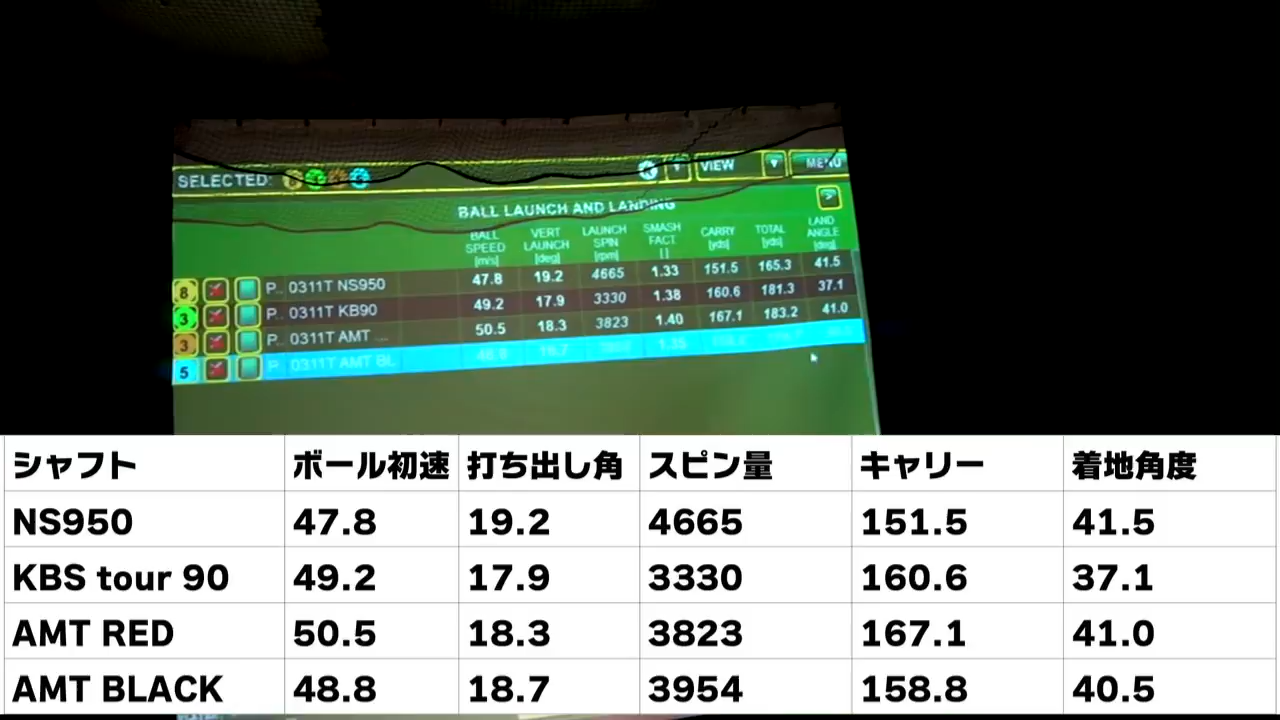 SELECTED:
VIEW
MENU
BALL LAUNCH AND LANDING
BALL SPEED [m/s] VERT LAUNCH [deg] LAUNCH SPIN [rpm] SMASH FACT. [ ] CARRY [yds] TOTAL [yds] LAND ANGLE [deg]
8 P.. 0311T NS950 47.8 19.2 4665 1.33 151.5 165.3 41.5
3 P.. 0311T KB90 49.2 17.9 3330 1.38 160.6 181.3 37.1
3 P.. 0311T AMT ... 50.5 18.3 3823 1.40 167.1 183.2 41.0
5 P.. 0311T AMT BL
シャフト ボール初速 打ち出し角 スピン量 キャリー 着地角度
NS950 47.8 19.2 4665 151.5 41.5
KBS tour 90 49.2 17.9 3330 160.6 37.1
AMT RED 50.5 18.3 3823 167.1 41.0
AMT BLACK 48.8 18.7 3954 158.8 40.5